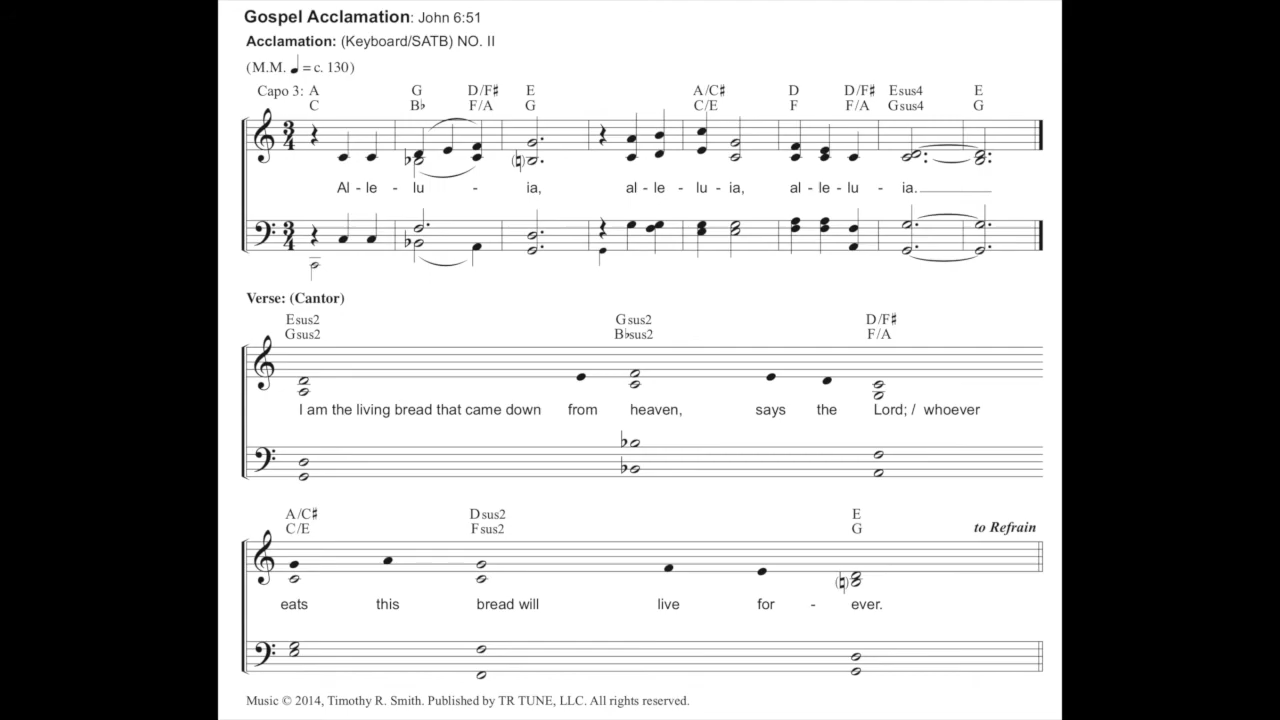 Gospel Acclamation: John 6:51
Acclamation: (Keyboard/SATB) NO. II
(M.M. ♩ = c. 130)
Capo 3: A G D/F♯ E A/C♯ D D/F♯ Esus4 E
C B♭ F/A G C/E F F/A Gsus4 G
Al - le - lu - ia, al - le - lu - ia, al - le - lu - ia.
Verse: (Cantor)
Esus2 Gsus2 D/F♯
Gsus2 B♭sus2 F/A
I am the living bread that came down from heaven, says the Lord; / whoever
A/C♯ Dsus2 E
C/E Fsus2 G to Refrain
eats this bread will live for - ever.
Music © 2014, Timothy R. Smith. Published by TR TUNE, LLC. All rights reserved.